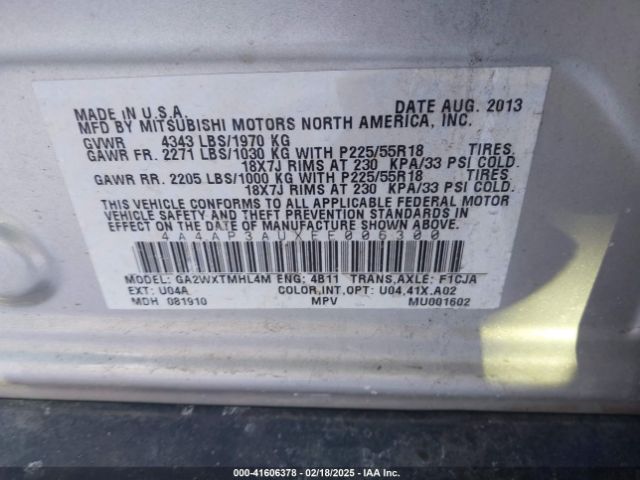 MADE IN U.S.A. DATE AUG. 2013
MFD BY MITSUBISHI MOTORS NORTH AMERICA, INC.
GVWR 4343 LBS/1970 KG
GAWR FR. 2271 LBS/1030 KG WITH P225/55R18 TIRES.
18X7J RIMS AT 230 KPA/33 PSI COLD.
GAWR RR. 2205 LBS/1000 KG WITH P225/55R18 TIRES.
18X7J RIMS AT 230 KPA/33 PSI COLD.
THIS VEHICLE CONFORMS TO ALL APPLICABLE FEDERAL MOTOR
VEHICLE SAFETY AND THEFT PREVENTION STANDARDS IN
EFFECT ON THE DATE OF MANUFACTURE SHOWN ABOVE.
4A4AP3AUXEE006300
MODEL: GA2WXTMHL4M ENG: 4B11 TRANS,AXLE: F1CJA
EXT: U04A COLOR,INT,OPT: U04,41X,A02
MDH 081910 MPV MU001602
000-41606378 - 02/18/2025 - IAA Inc.